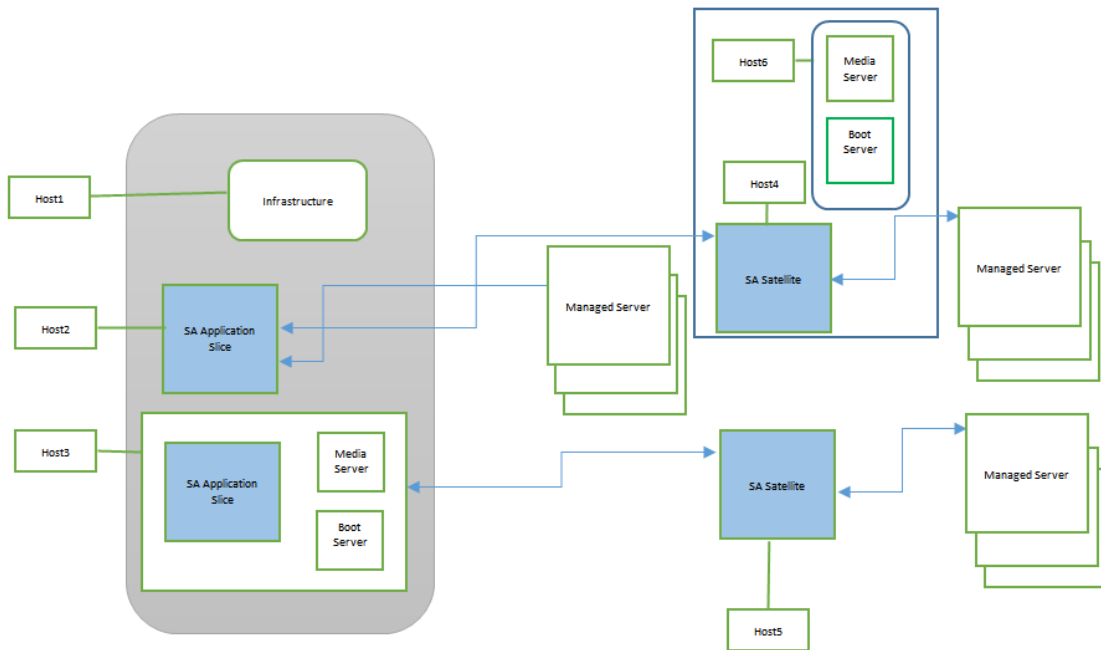 Host6
Media
Server
Boot
Server
Host4
Host1
Infrastructure
SA Satellite
Managed Server
Managed Server
Host2
SA Application
Slice
Host3
Media
Server
SA Application
Slice
Boot
Server
SA Satellite
Managed Server
Host5